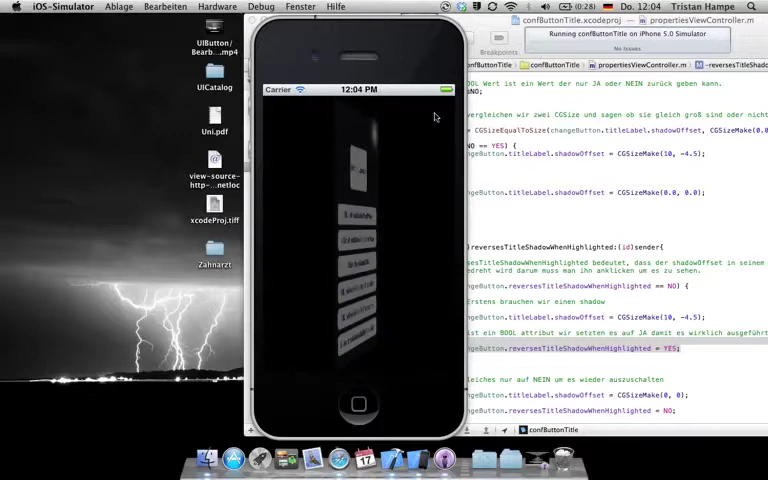 iOS-Simulator Ablage Bearbeiten Hardware Debug Fenster Hilfe (0:28) Do. 12:04 Tristan Hampe
confButtonTitle.xcodeproj propertiesViewController.m
Running confButtonTitle on iPhone 5.0 Simulator
No Issues
Breakpoints
confButtonTitle propertiesViewController.m -reversesTitleShadow
UIButton/
Bearb....mp4
UICatalog
Uni.pdf
view-source-
http-...netloc
xcodeProj.tiff
Zahnarzt
Carrier 12:04 PM
BOOL Wert ist ein Wert der nur JA oder NEIN zurück geben kann.
=NO;
vergleichen wir zwei CGSize und sagen ob sie gleich groß sind oder nicht
= CGSizeEqualToSize(changeButton.titleLabel.shadowOffset, CGSizeMake(0.0
NO == YES) {
ngeButton.titleLabel.shadowOffset = CGSizeMake(10, -4.5);
ngeButton.titleLabel.shadowOffset = CGSizeMake(0.0, 0.0);
)reversesTitleShadowWhenHighlighted:(id)sender{
sesTitleShadowWhenHighlighted bedeutet, dass der shadowOffset in seinem
edreht wird darum muss man ihn anklicken um es zu sehen.
ngeButton.reversesTitleShadowWhenHighlighted == NO) {
Erstens brauchen wir einen shadow
ngeButton.titleLabel.shadowOffset = CGSizeMake(10, -4.5);
ist ein BOOL attribut wir setzten es auf JA damit es wirklich ausgeführt
ngeButton.reversesTitleShadowWhenHighlighted = YES;
leiches nur auf NEIN um es wieder auszuschalten
ngeButton.titleLabel.shadowOffset = CGSizeMake(0, 0);
ngeButton.reversesTitleShadowWhenHighlighted = NO;
confButtonTitle
17